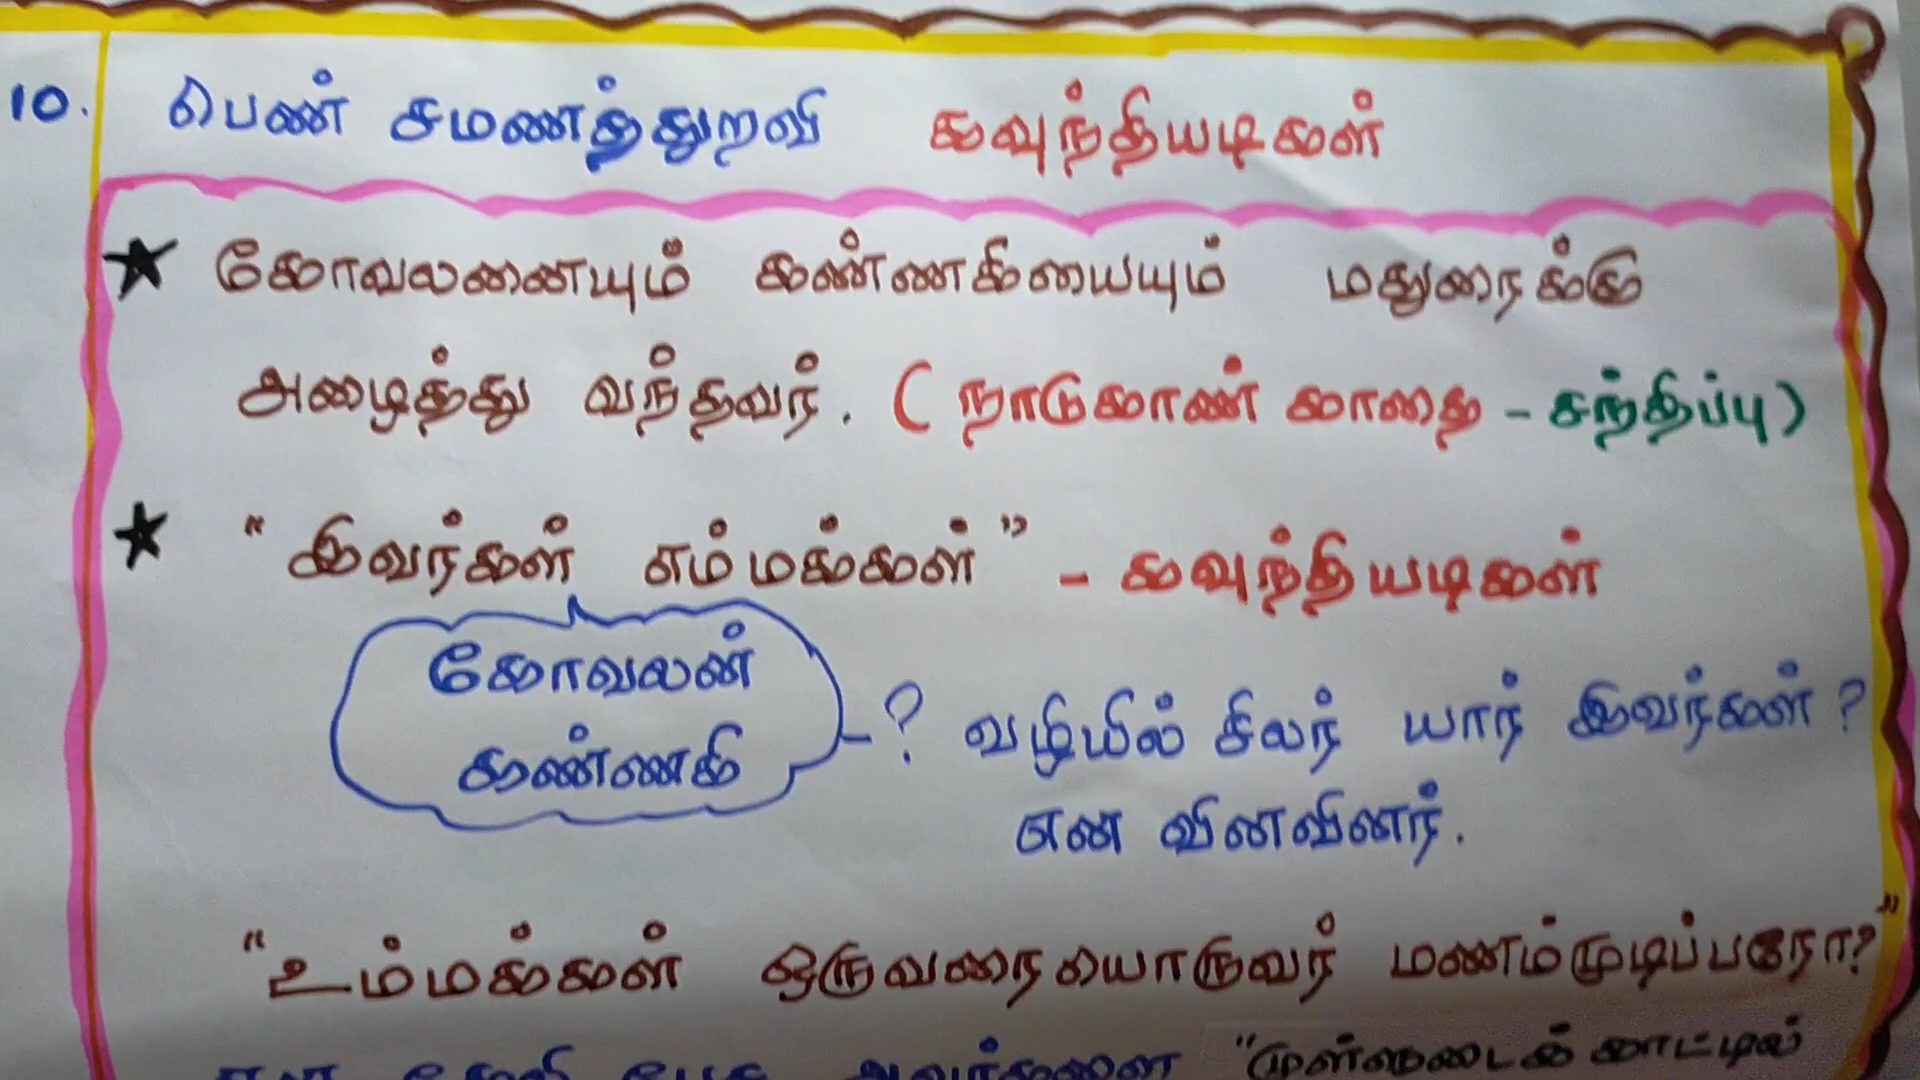 10. பெண் சமணத்துறவி கவுந்தியடிகள்
★ கோவலனையும் கண்ணகியையும் மதுரைக்கு
அழைத்து வந்தவர். ( நாடுகாண் காதை - சந்திப்பு )
★ "இவர்கள் எம்மக்கள்" - கவுந்தியடிகள்
கோவலன்
கண்ணகி
- ? வழியில் சிலர் யார் இவர்கள் ?
என வினவினர்.
"உம்மக்கள் ஒருவரையொருவர் மணம்முடிப்பரோ?"
"முள்ளுடைக் காட்டில்